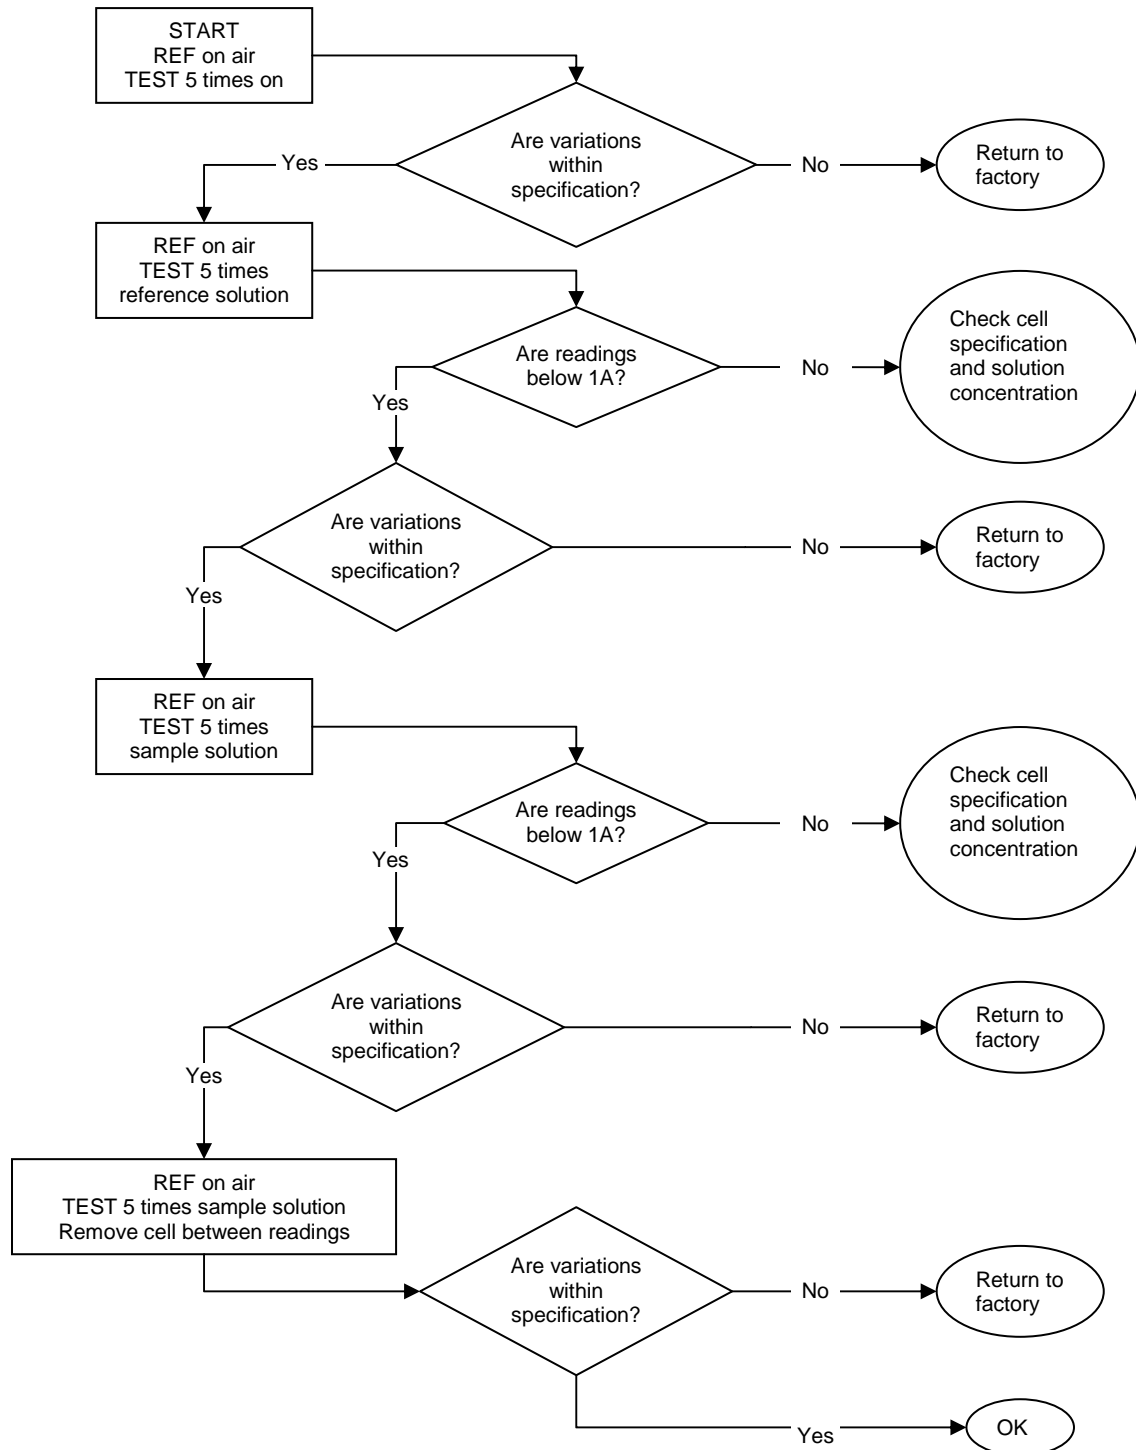 START
REF on air
TEST 5 times on
Are variations
within
specification?
Yes
No
Return to
factory
REF on air
TEST 5 times
reference solution
Are readings
below 1A?
Yes
No
Check cell
specification
and solution
concentration
Are variations
within
specification?
Yes
No
Return to
factory
REF on air
TEST 5 times
sample solution
Are readings
below 1A?
Yes
No
Check cell
specification
and solution
concentration
Are variations
within
specification?
Yes
No
Return to
factory
REF on air
TEST 5 times sample solution
Remove cell between readings
Are variations
within
specification?
No
Return to
factory
Yes
OK